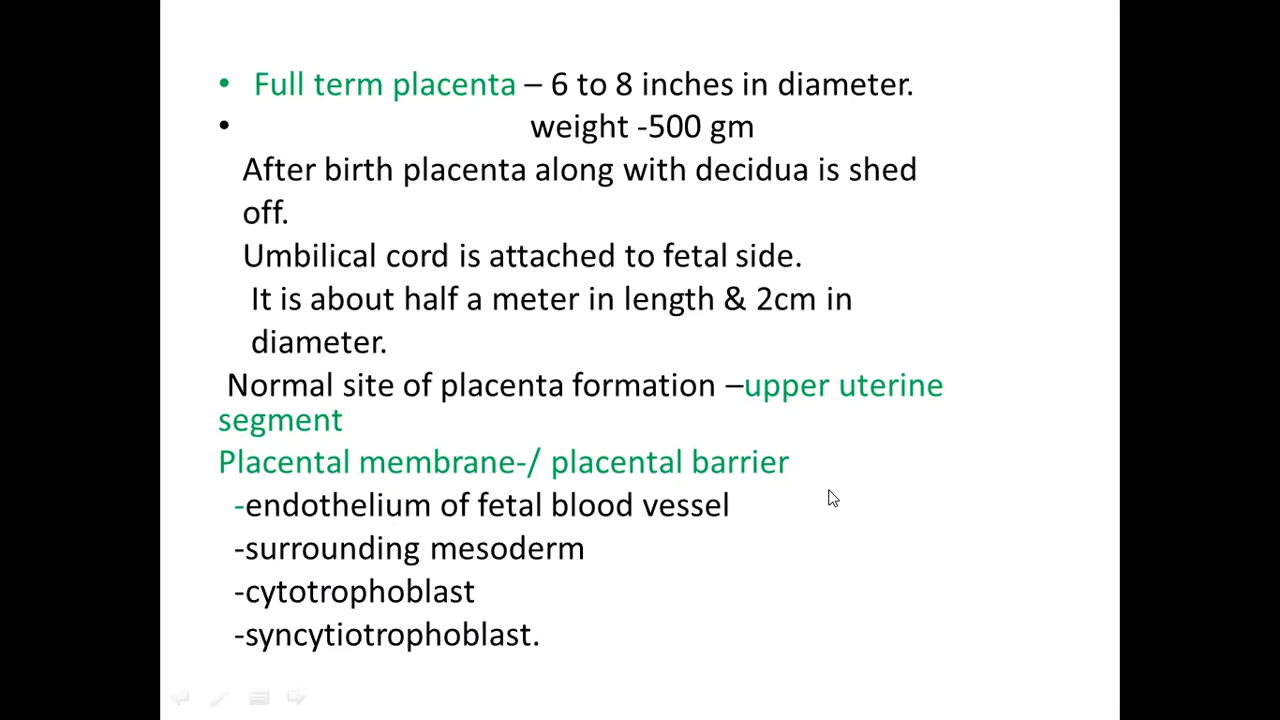 • Full term placenta – 6 to 8 inches in diameter.
• weight -500 gm
After birth placenta along with decidua is shed
off.
Umbilical cord is attached to fetal side.
It is about half a meter in length & 2cm in
diameter.
Normal site of placenta formation –upper uterine
segment
Placental membrane-/ placental barrier
-endothelium of fetal blood vessel
-surrounding mesoderm
-cytotrophoblast
-syncytiotrophoblast.